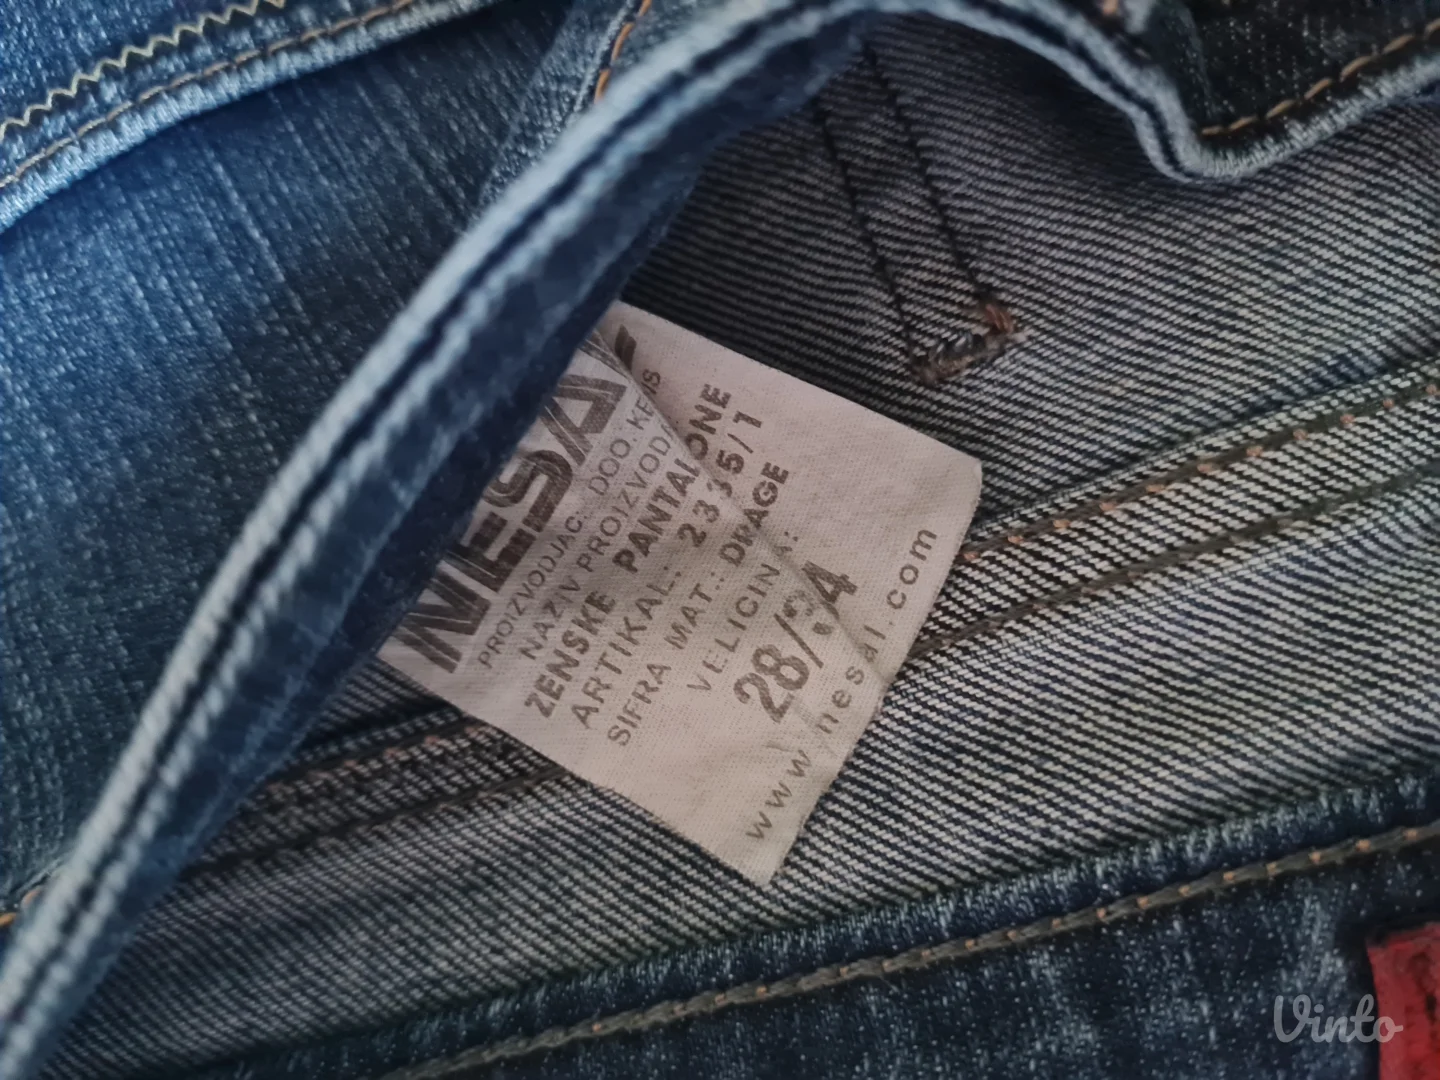 NESAL
PROIZVODJAC: DOO. KENIS
NAZIV PROIZVODA
ZENSKE PANTALONE
ARTIKAL: 2335/1
SIFRA MAT.: DRAGE
VELICINA:
28/34
www.nesal.com
Vinto